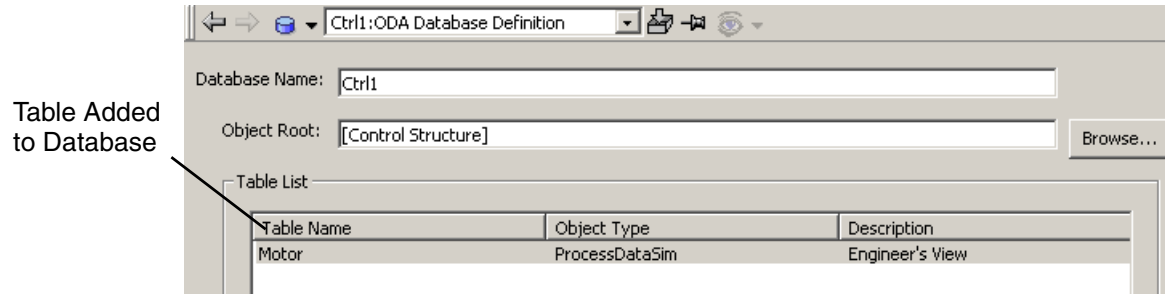 Ctrl1:ODA Database Definition
Database Name: Ctrl1
Table Added
to Database
Object Root: [Control Structure] Browse...
Table List
Table Name Object Type Description
Motor ProcessDataSim Engineer's View